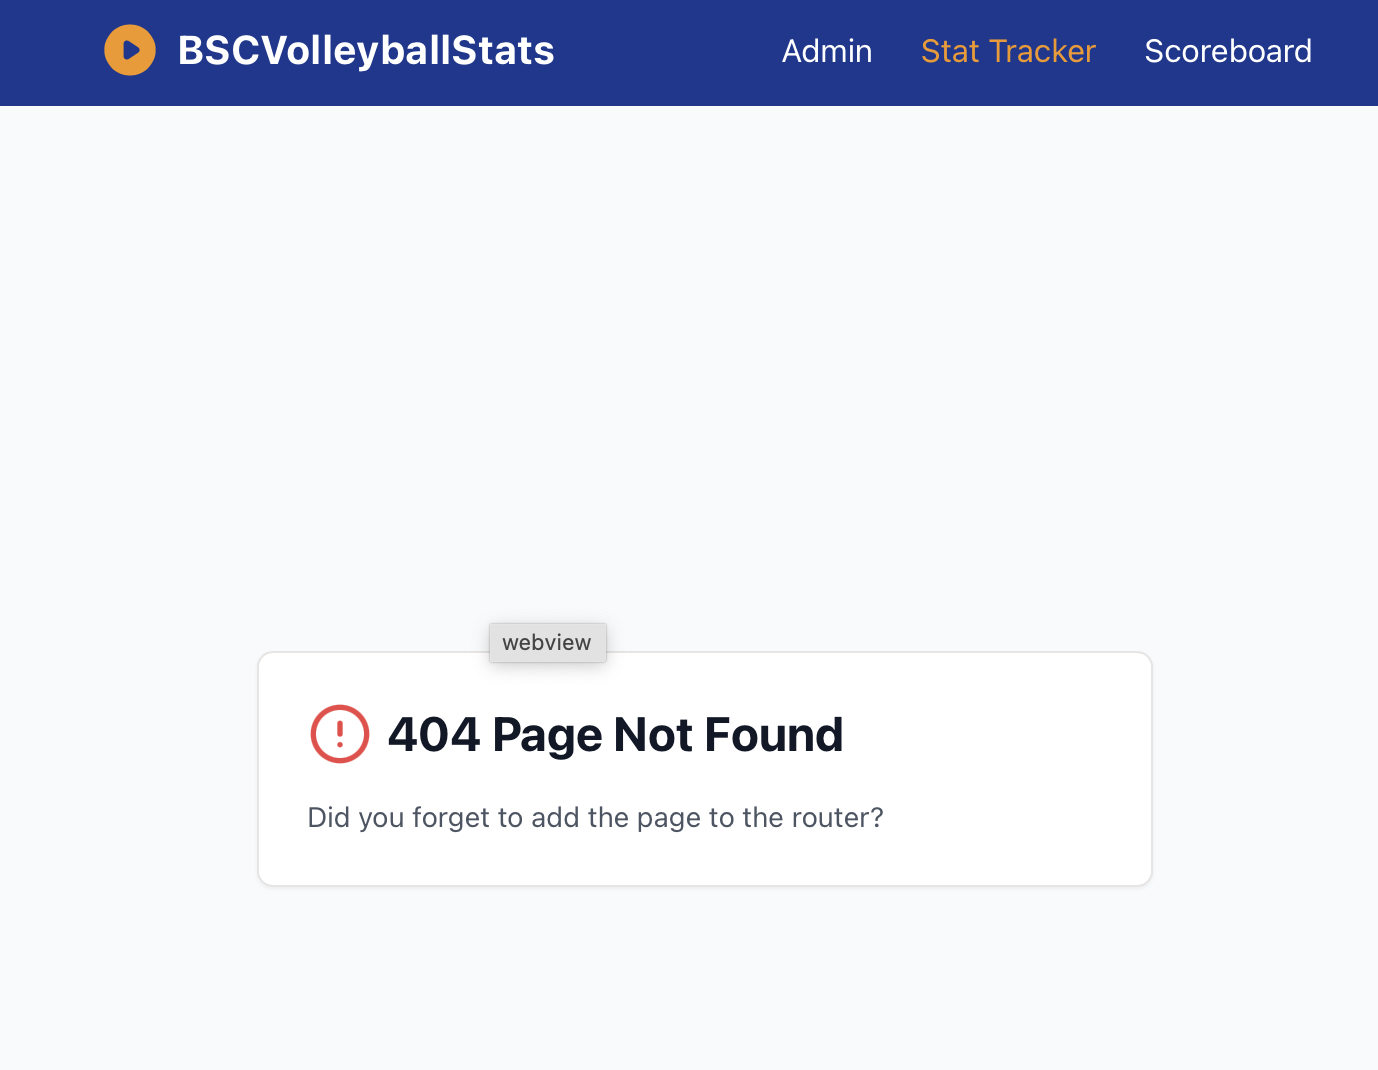 BSCVolleyballStats
Admin
Stat Tracker
Scoreboard
webview
404 Page Not Found
Did you forget to add the page to the router?